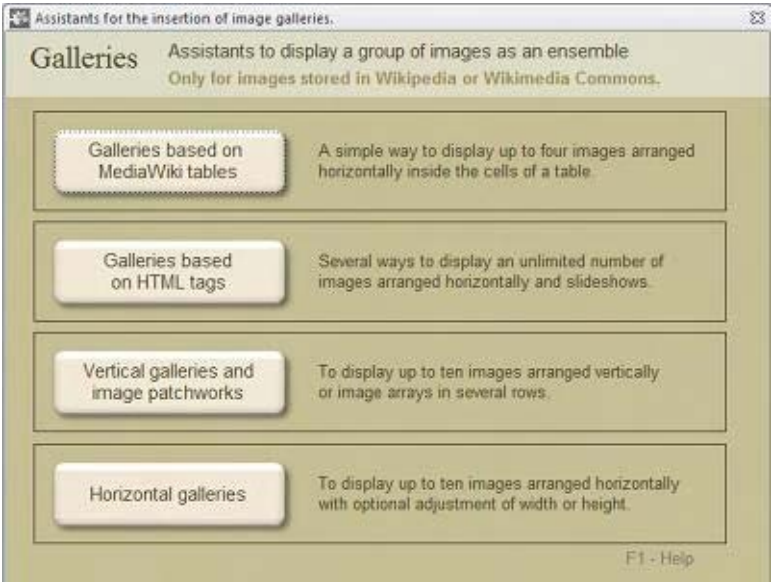 Assistants for the insertion of image galleries.
Galleries
Assistants to display a group of images as an ensemble
Only for images stored in Wikipedia or Wikimedia Commons.
Galleries based on
MediaWiki tables
A simple way to display up to four images arranged
horizontally inside the cells of a table.
Galleries based
on HTML tags
Several ways to display an unlimited number of
images arranged horizontally and slideshows.
Vertical galleries and
image patchworks
To display up to ten images arranged vertically
or image arrays in several rows.
Horizontal galleries
To display up to ten images arranged horizontally
with optional adjustment of width or height.
F1 - Help